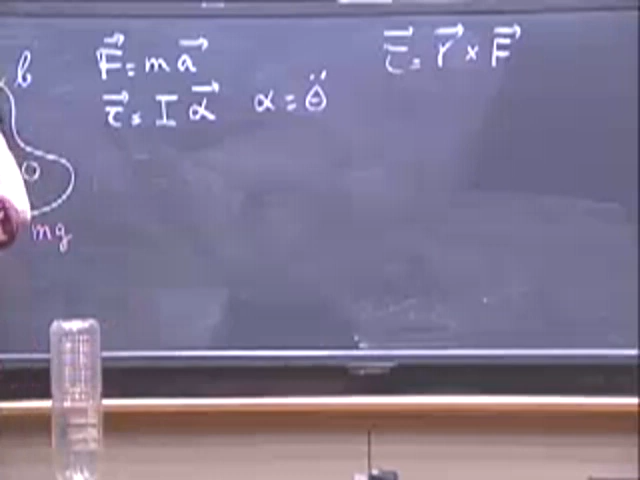 b
F⃗ = m a⃗
τ⃗ = I α⃗   α = θ̈
τ⃗ = r⃗ × F⃗
mg